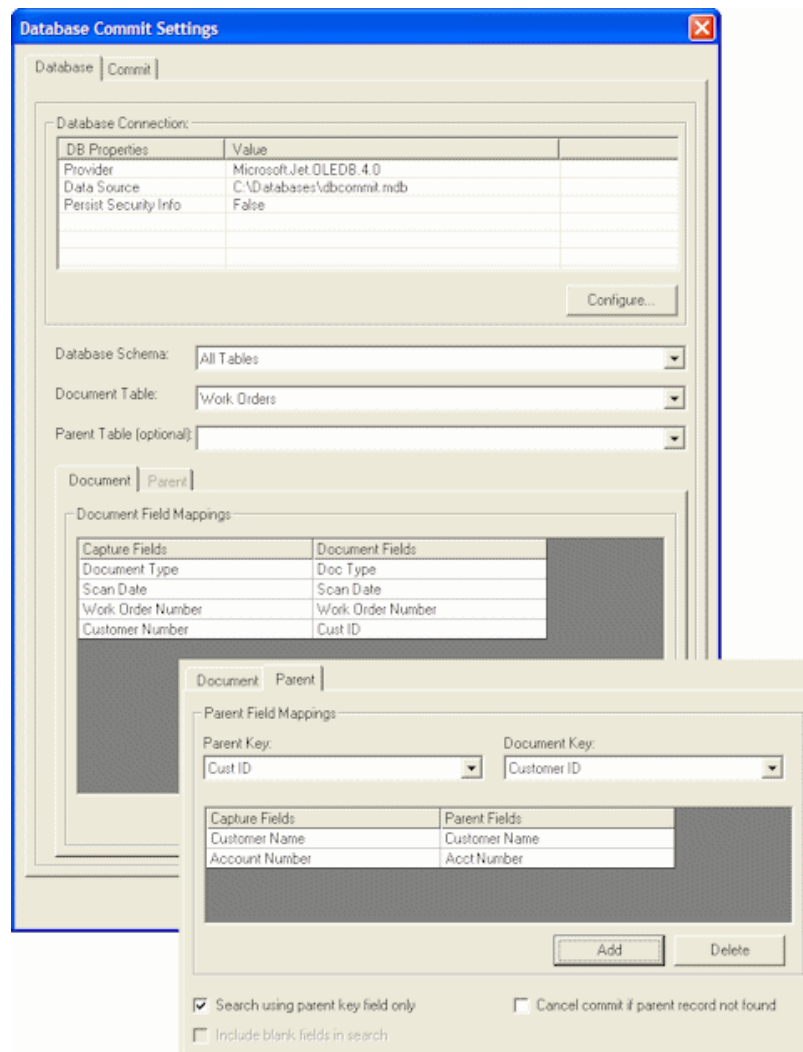 Database Commit Settings
Database Commit
Database Connection:
DB Properties Value
Provider Microsoft.Jet.OLEDB.4.0
Data Source C:\Databases\dbcommit.mdb
Persist Security Info False
Configure...
Database Schema: All Tables
Document Table: Work Orders
Parent Table (optional):
Document Parent
Document Field Mappings
Capture Fields Document Fields
Document Type Doc Type
Scan Date Scan Date
Work Order Number Work Order Number
Customer Number Cust ID
Document Parent
Parent Field Mappings
Parent Key: Document Key:
Cust ID Customer ID
Capture Fields Parent Fields
Customer Name Customer Name
Account Number Acct Number
Add Delete
Search using parent key field only Cancel commit if parent record not found
Include blank fields in search